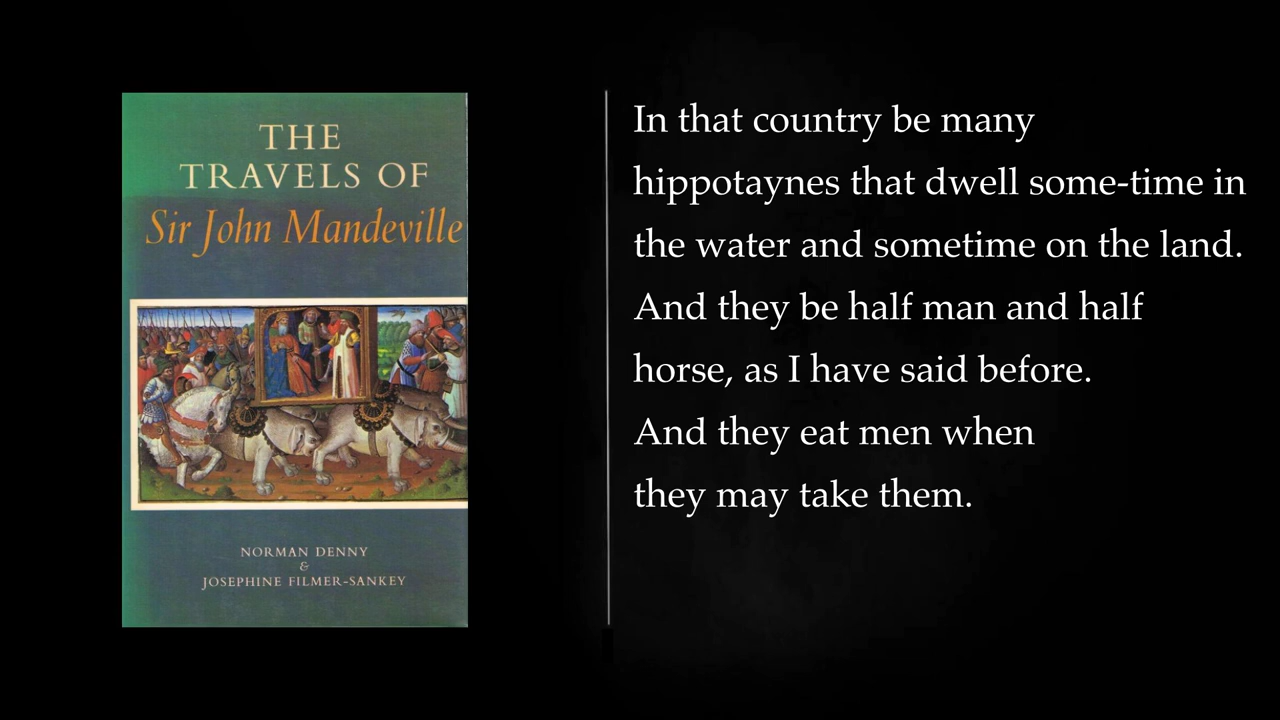 THE
TRAVELS OF
Sir John Mandeville
NORMAN DENNY
&
JOSEPHINE FILMER-SANKEY
In that country be many
hippotaynes that dwell some-time in
the water and sometime on the land.
And they be half man and half
horse, as I have said before.
And they eat men when
they may take them.